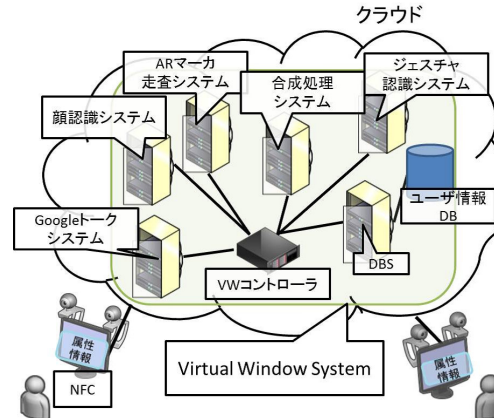 クラウド
ARマーカ
走査システム
合成処理
システム
ジェスチャ
認識システム
顔認識システム
ユーザ情報
DB
Googleトーク
システム
DBS
VWコントローラ
Virtual Window System
属性
情報
NFC
属性
情報